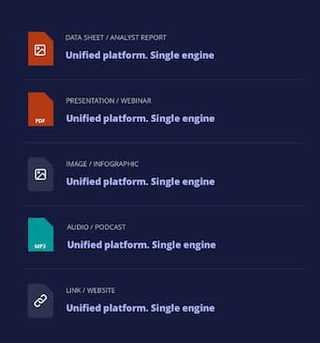 DATA SHEET / ANALYST REPORT
Unified platform. Single engine
PRESENTATION / WEBINAR
PDF
Unified platform. Single engine
IMAGE / INFOGRAPHIC
Unified platform. Single engine
AUDIO / PODCAST
MP3
Unified platform. Single engine
LINK / WEBSITE
Unified platform. Single engine